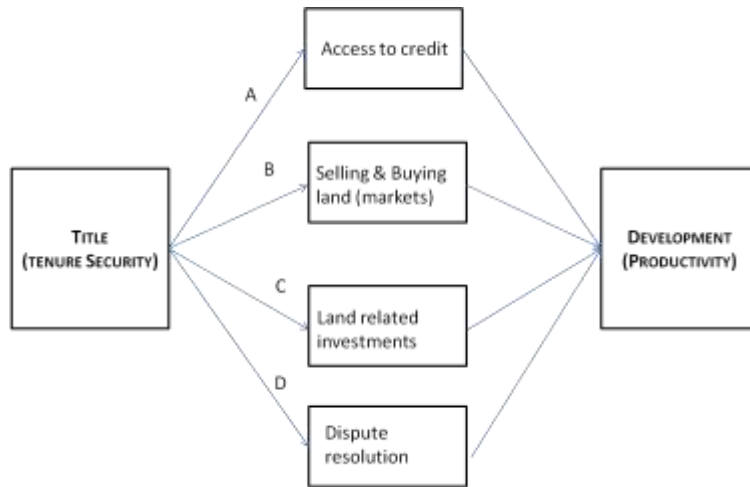 Access to credit
A
B
Selling & Buying
land (markets)
TITLE
(TENURE SECURITY)
DEVELOPMENT
(PRODUCTIVITY)
C
Land related
investments
D
Dispute
resolution